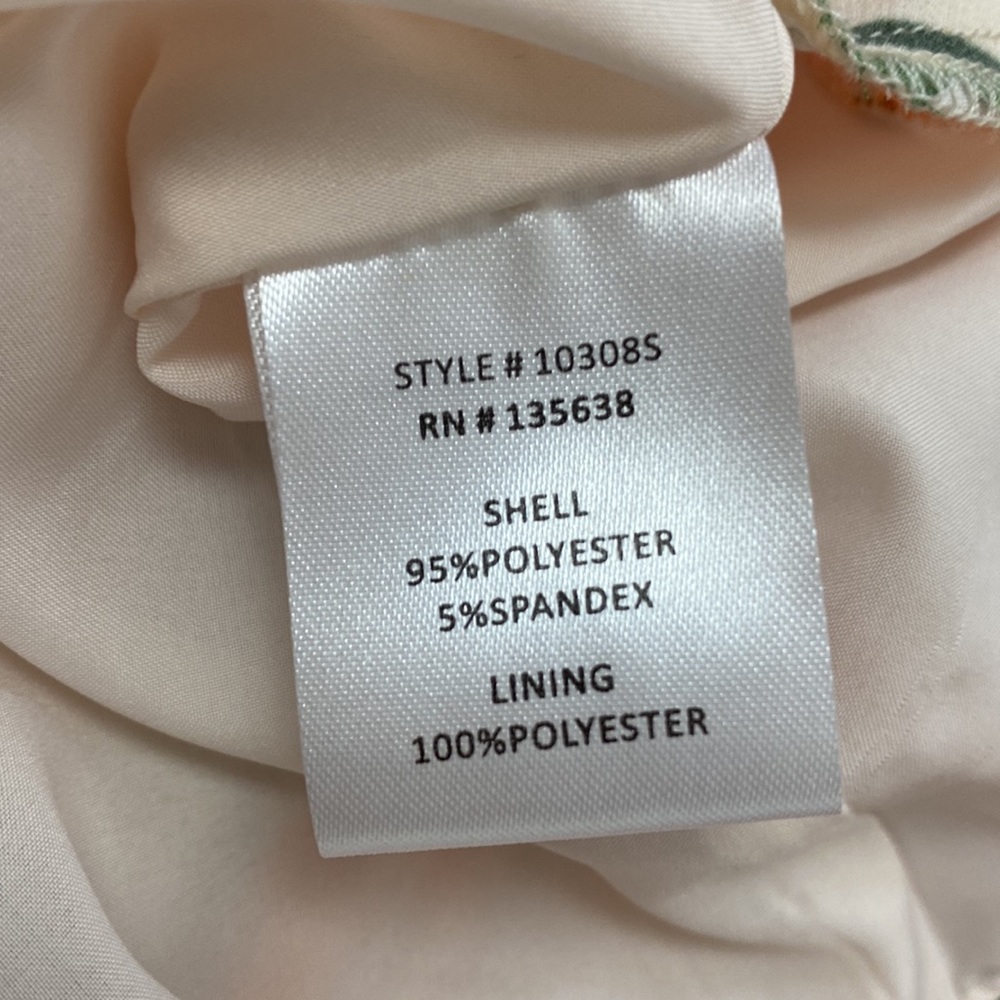 STYLE # 10308S
RN # 135638
SHELL
95%POLYESTER
5%SPANDEX
LINING
100%POLYESTER